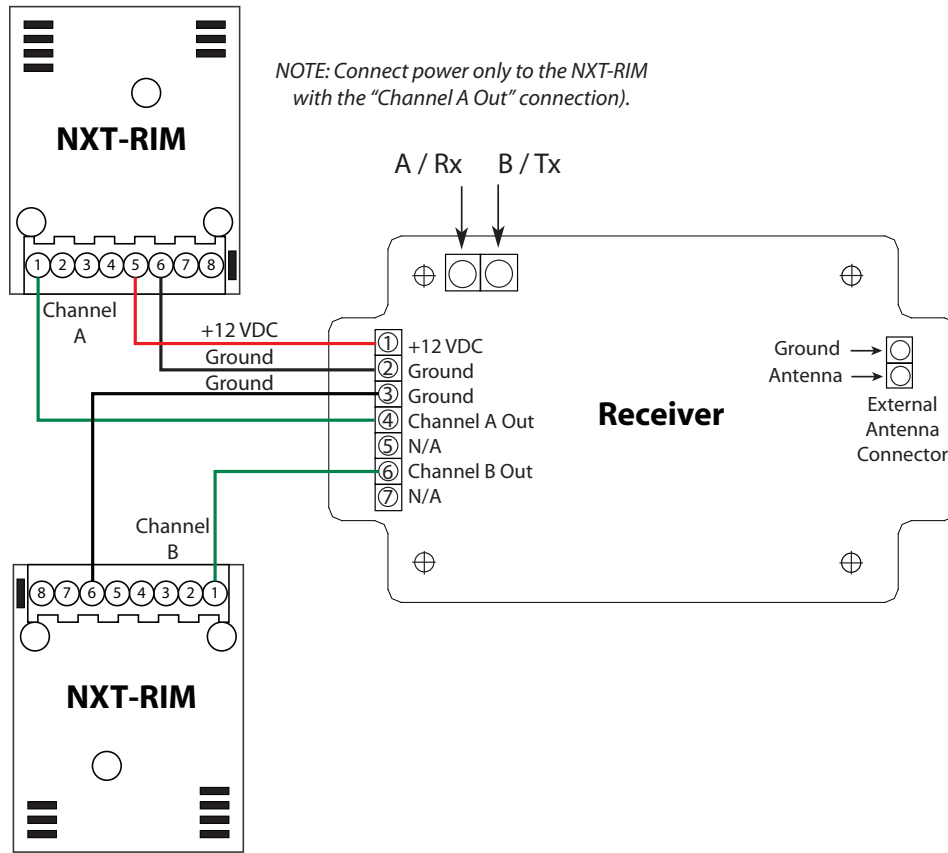 NOTE: Connect power only to the NXT-RIM
with the “Channel A Out” connection).
NXT-RIM
1 2 3 4 5 6 7 8
Channel
A
A / Rx B / Tx
+12 VDC
Ground
Ground
1 +12 VDC
2 Ground
3 Ground
4 Channel A Out
5 N/A
6 Channel B Out
7 N/A
Receiver
Ground
Antenna
External
Antenna
Connector
Channel
B
8 7 6 5 4 3 2 1
NXT-RIM